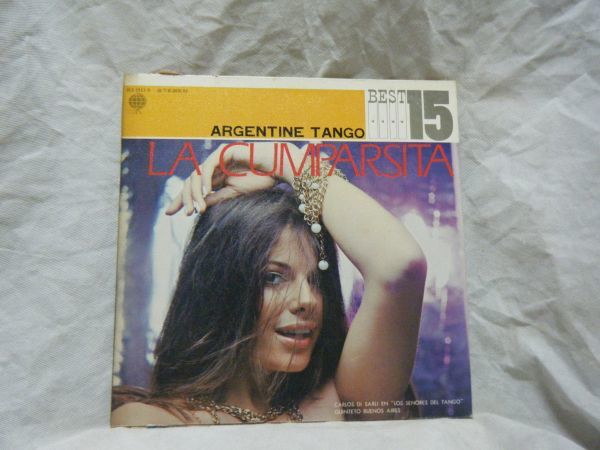 BEST
15
ARGENTINE TANGO
LA CUMPARSITA
CARLOS DI SARLI EN "LOS SEÑORES DEL TANGO"
QUINTETO BUENOS AIRES